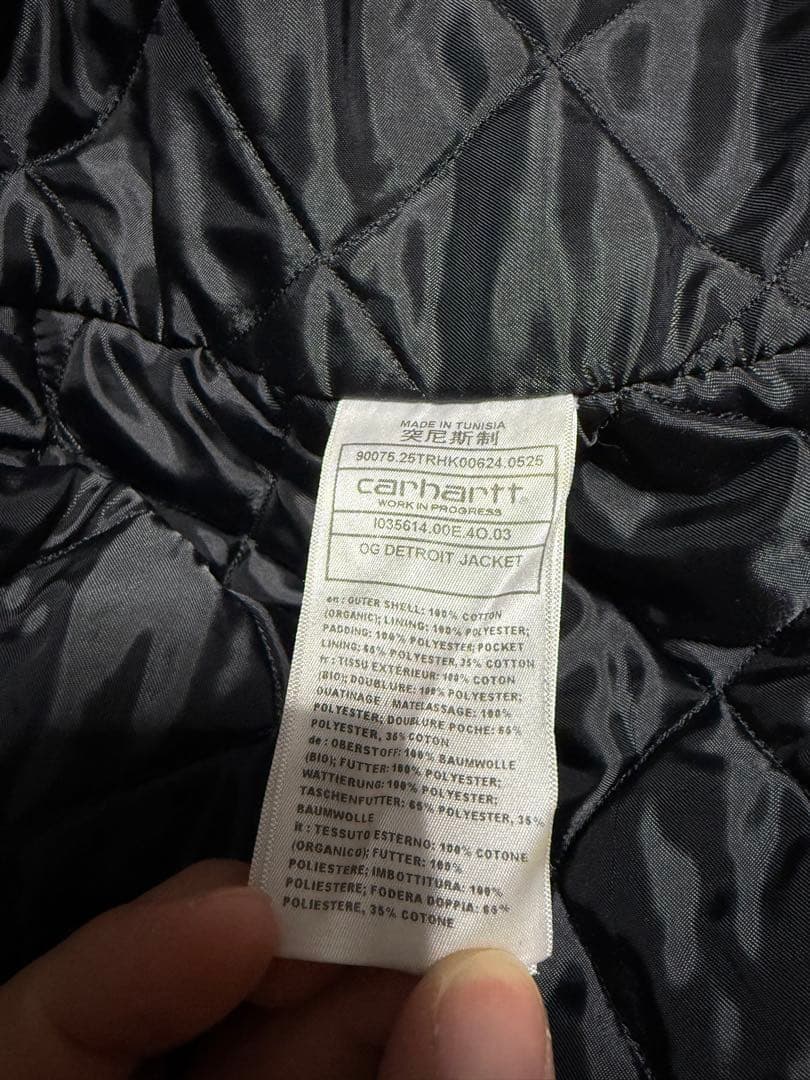 MADE IN TUNISIA
突尼斯制
90075.25TRHK00624.0525
carhartt
WORK IN PROGRESS
I035614.00E.4O.03
OG DETROIT JACKET
en : OUTER SHELL: 100% COTTON
(ORGANIC); LINING: 100% POLYESTER;
PADDING: 100% POLYESTER; POCKET
LINING: 65% POLYESTER, 35% COTTON
fr : TISSU EXTÉRIEUR: 100% COTON
(BIO); DOUBLURE: 100% POLYESTER;
OUATINAGE MATELASSAGE: 100%
POLYESTER; DOUBLURE POCHE: 65%
POLYESTER, 35% COTON
de : OBERSTOFF: 100% BAUMWOLLE
(BIO); FUTTER: 100% POLYESTER;
WATTIERUNG: 100% POLYESTER;
TASCHENFUTTER: 65% POLYESTER, 35%
BAUMWOLLE
it : TESSUTO ESTERNO: 100% COTONE
(ORGANICO); FUTTER: 100%
POLIESTERE; IMBOTTITURA: 100%
POLIESTERE; FODERA DOPPIA: 65%
POLIESTERE, 35% COTONE